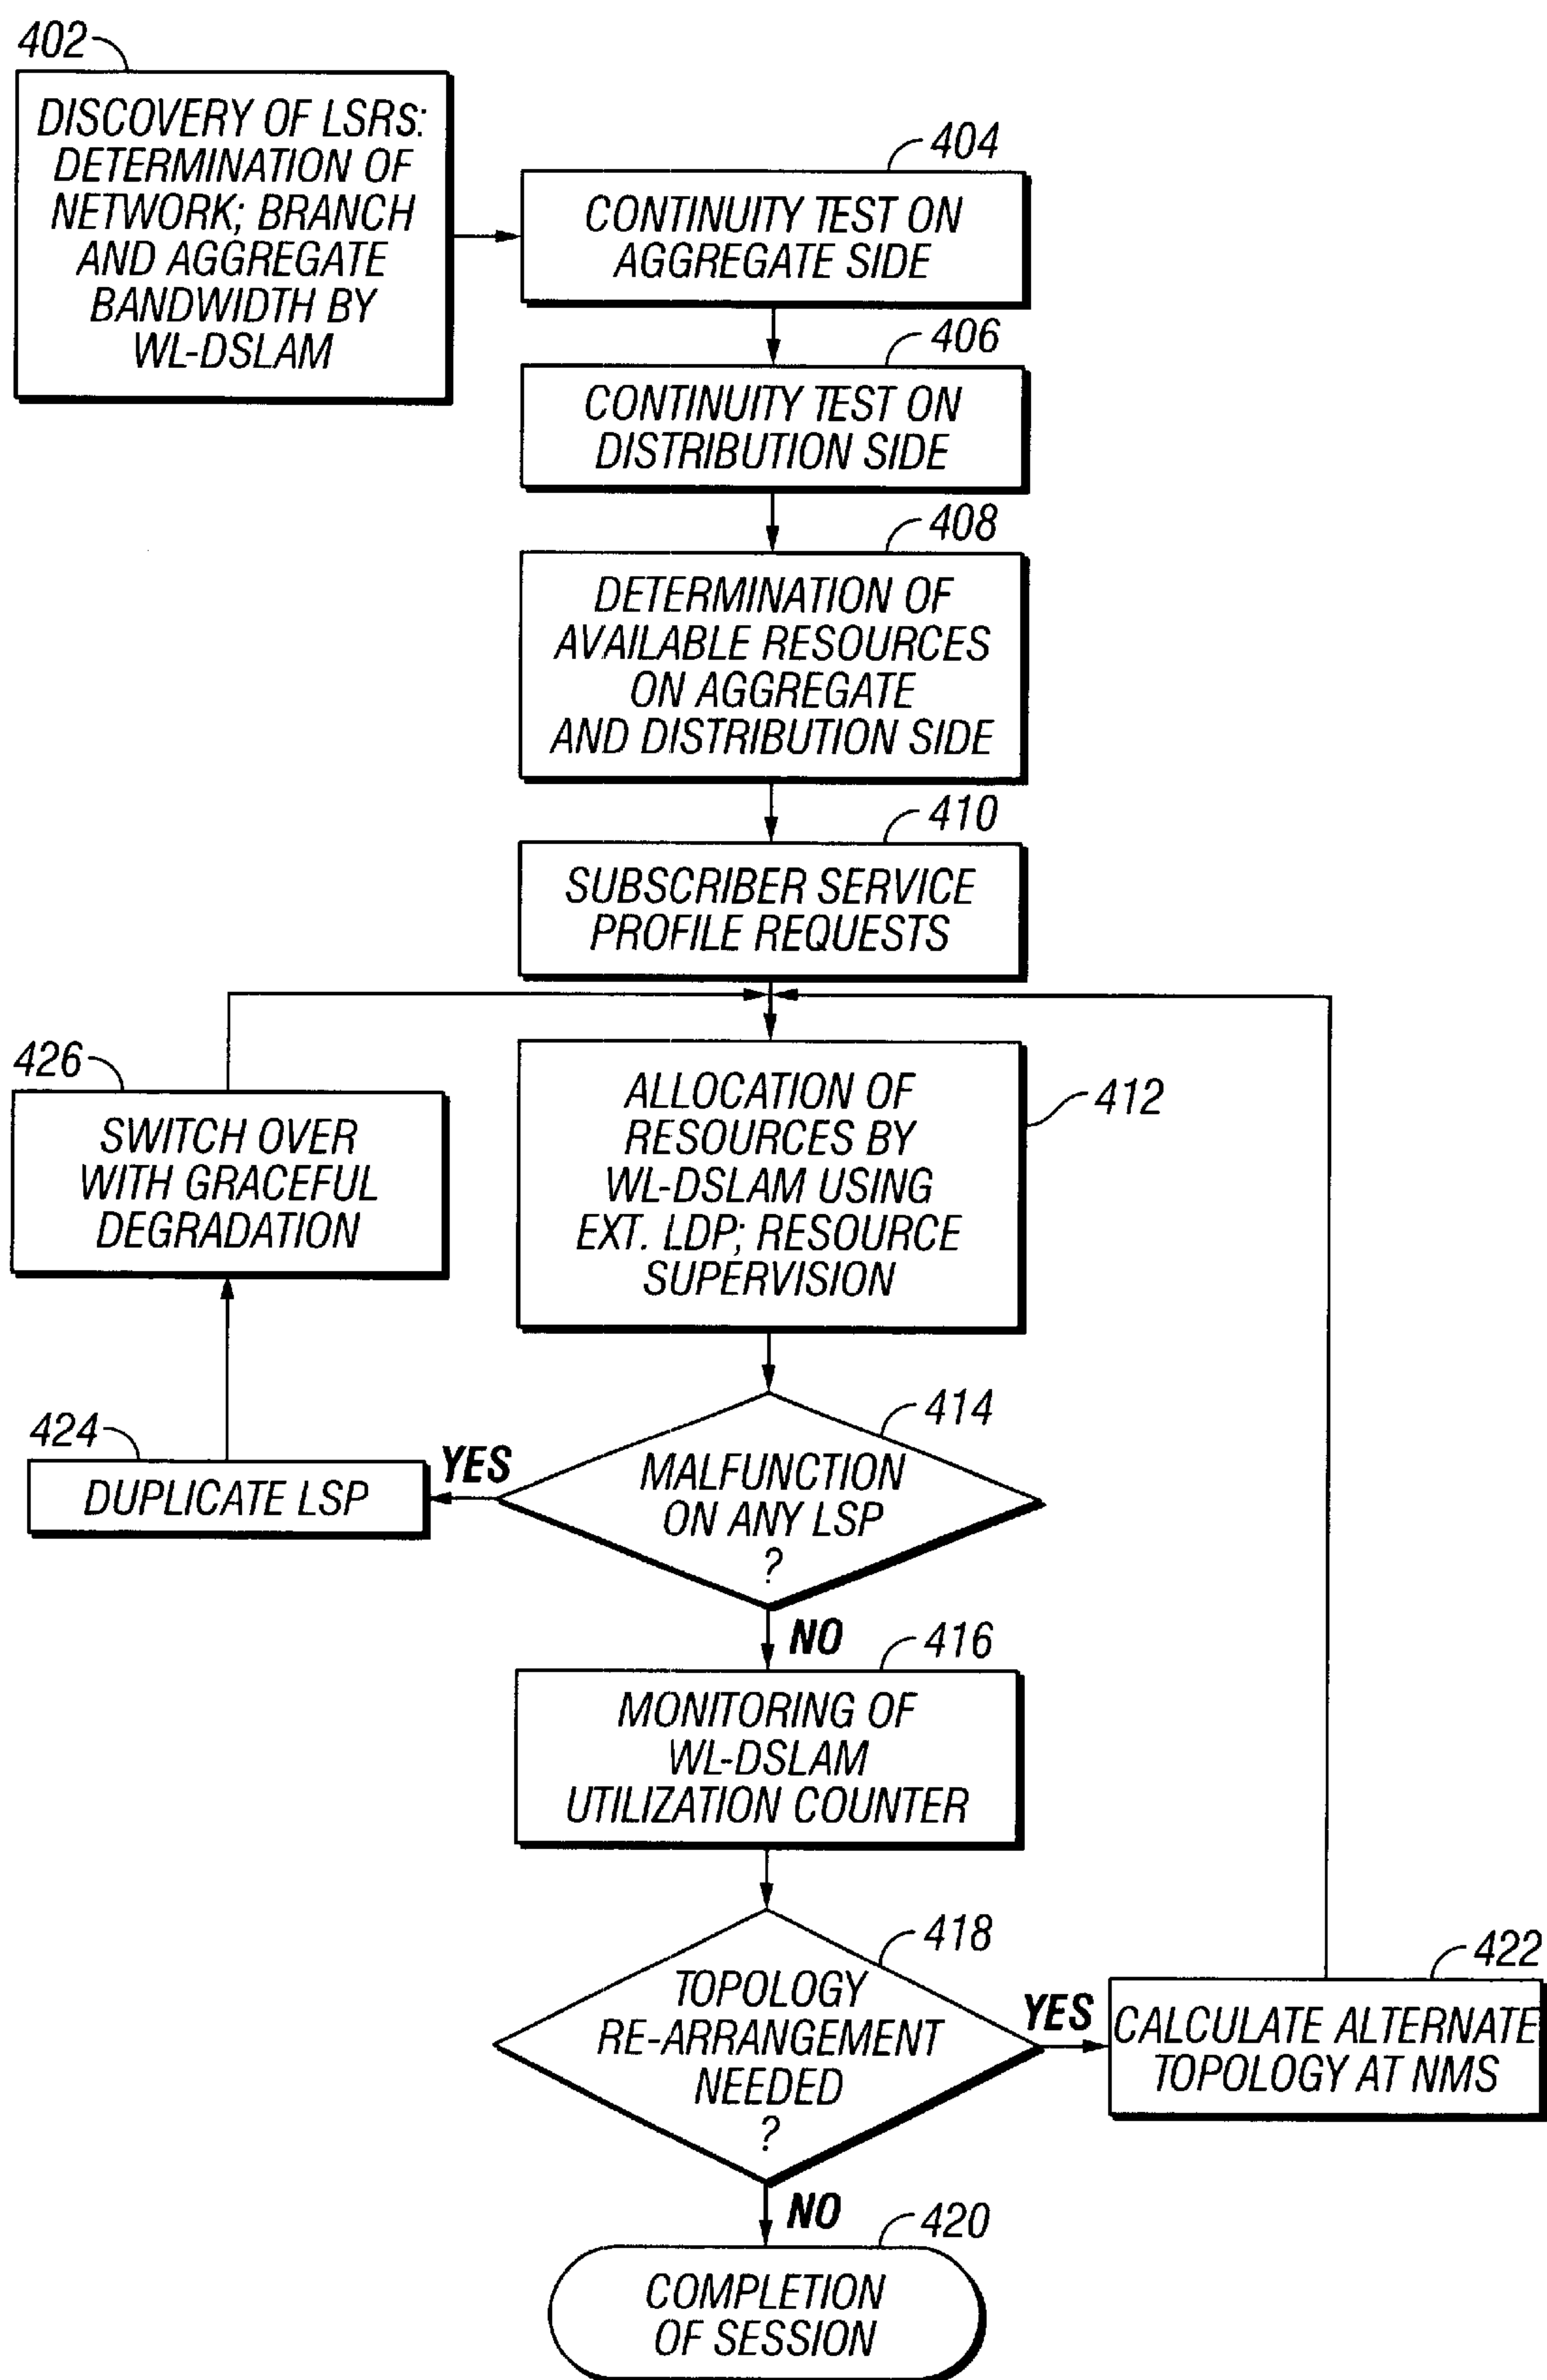 402
DISCOVERY OF LSRs:
DETERMINATION OF
NETWORK; BRANCH
AND AGGREGATE
BANDWIDTH BY
WL-DSLAM
404
CONTINUITY TEST ON
AGGREGATE SIDE
406
CONTINUITY TEST ON
DISTRIBUTION SIDE
408
DETERMINATION OF
AVAILABLE RESOURCES
ON AGGREGATE
AND DISTRIBUTION SIDE
410
SUBSCRIBER SERVICE
PROFILE REQUESTS
426
SWITCH OVER
WITH GRACEFUL
DEGRADATION
412
ALLOCATION OF
RESOURCES BY
WL-DSLAM USING
EXT. LDP; RESOURCE
SUPERVISION
424
DUPLICATE LSP
YES
414
MALFUNCTION
ON ANY LSP
?
NO
416
MONITORING OF
WL-DSLAM
UTILIZATION COUNTER
418
TOPOLOGY
RE-ARRANGEMENT
NEEDED
?
YES
422
CALCULATE ALTERNATE
TOPOLOGY AT NMS
NO
420
COMPLETION
OF SESSION